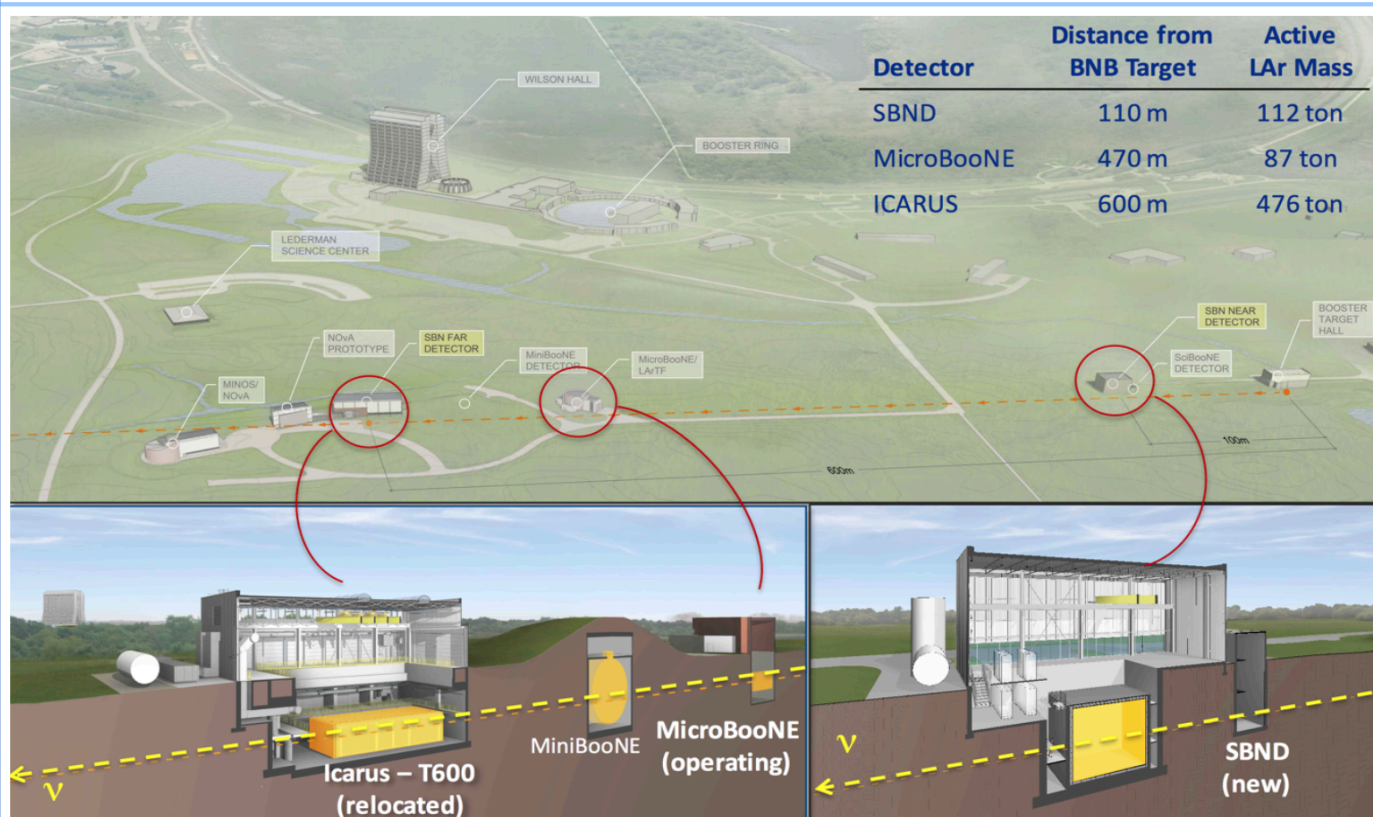 Distance from Active
Detector BNB Target LAr Mass
SBND 110 m 112 ton
MicroBooNE 470 m 87 ton
ICARUS 600 m 476 ton
WILSON HALL
BOOSTER RING
LEDERMAN
SCIENCE CENTER
NOvA
PROTOTYPE
SBN FAR
DETECTOR
MiniBooNE
DETECTOR
MicroBooNE/
LArTF
SBN NEAR
DETECTOR
SciBooNE
DETECTOR
BOOSTER
TARGET
HALL
MINOS/
NOvA
100m
600m
ν
Icarus – T600
(relocated)
MiniBooNE
MicroBooNE
(operating)
ν
SBND
(new)